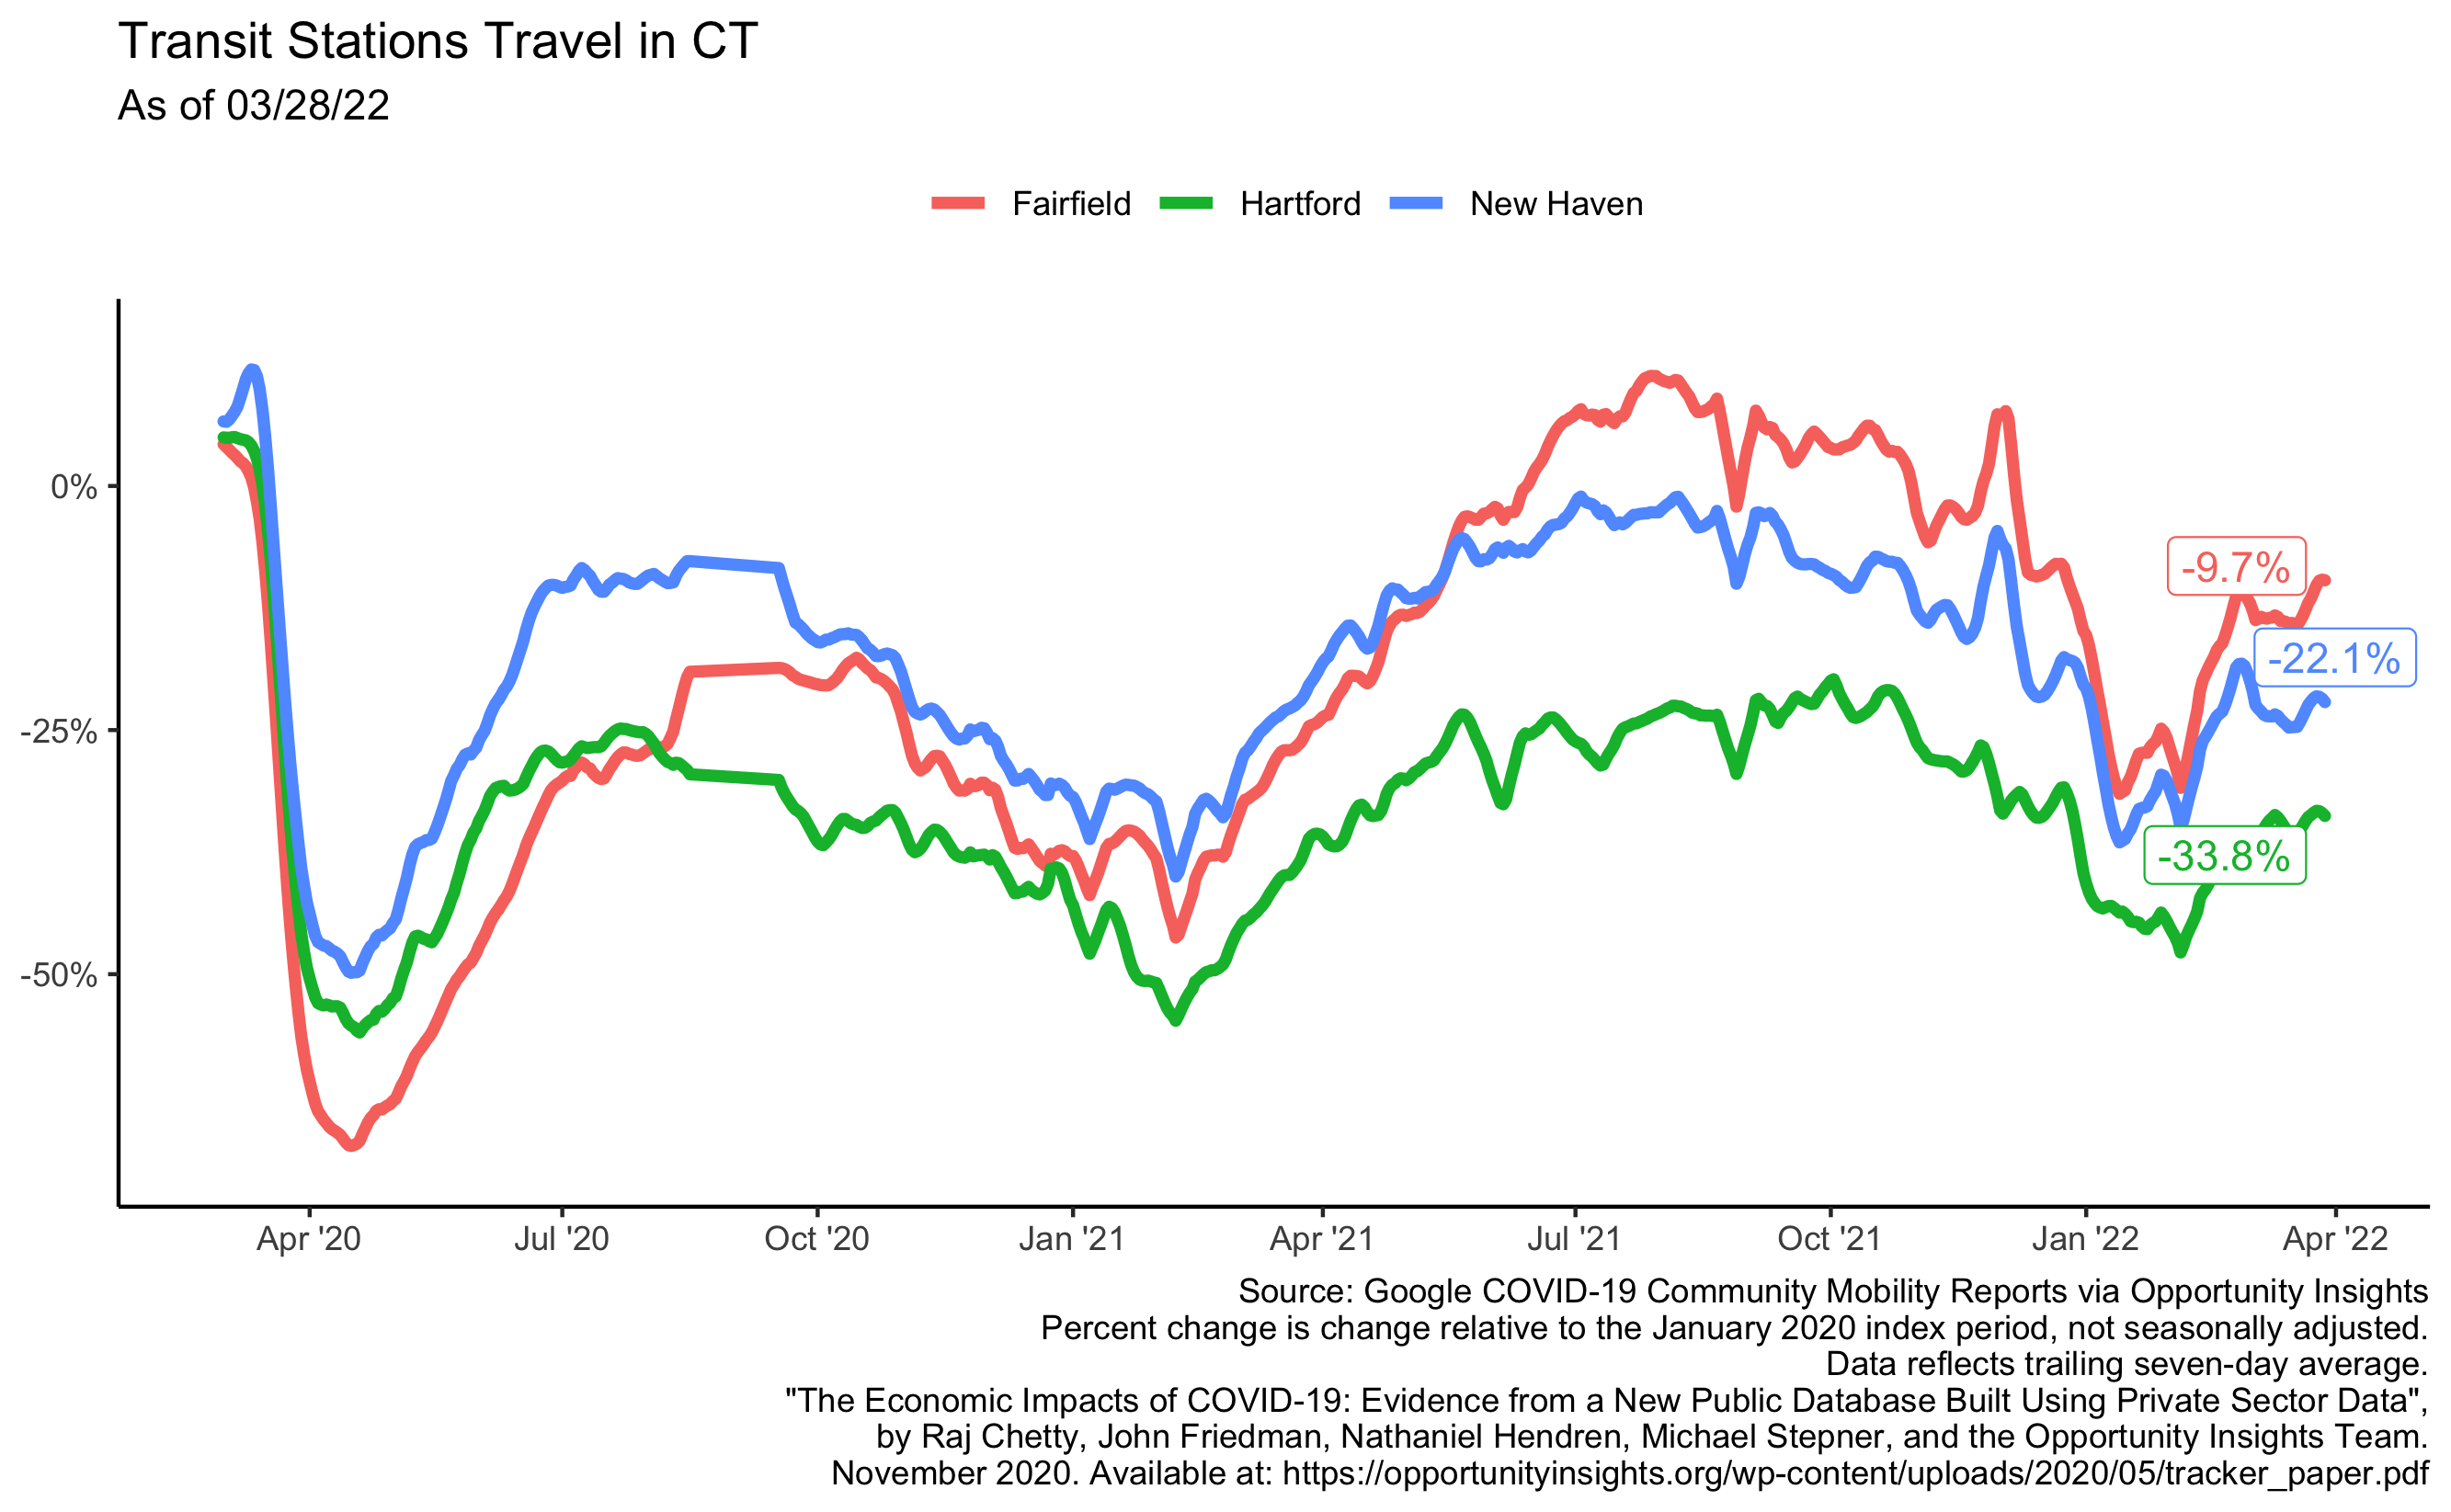 Transit Stations Travel in CT
As of 03/28/22
Fairfield Hartford New Haven
0%
-25%
-50%
-9.7%
-22.1%
-33.8%
Apr '20 Jul '20 Oct '20 Jan '21 Apr '21 Jul '21 Oct '21 Jan '22 Apr '22
Source: Google COVID-19 Community Mobility Reports via Opportunity Insights
Percent change is change relative to the January 2020 index period, not seasonally adjusted.
Data reflects trailing seven-day average.
"The Economic Impacts of COVID-19: Evidence from a New Public Database Built Using Private Sector Data",
by Raj Chetty, John Friedman, Nathaniel Hendren, Michael Stepner, and the Opportunity Insights Team.
November 2020. Available at: https://opportunityinsights.org/wp-content/uploads/2020/05/tracker_paper.pdf